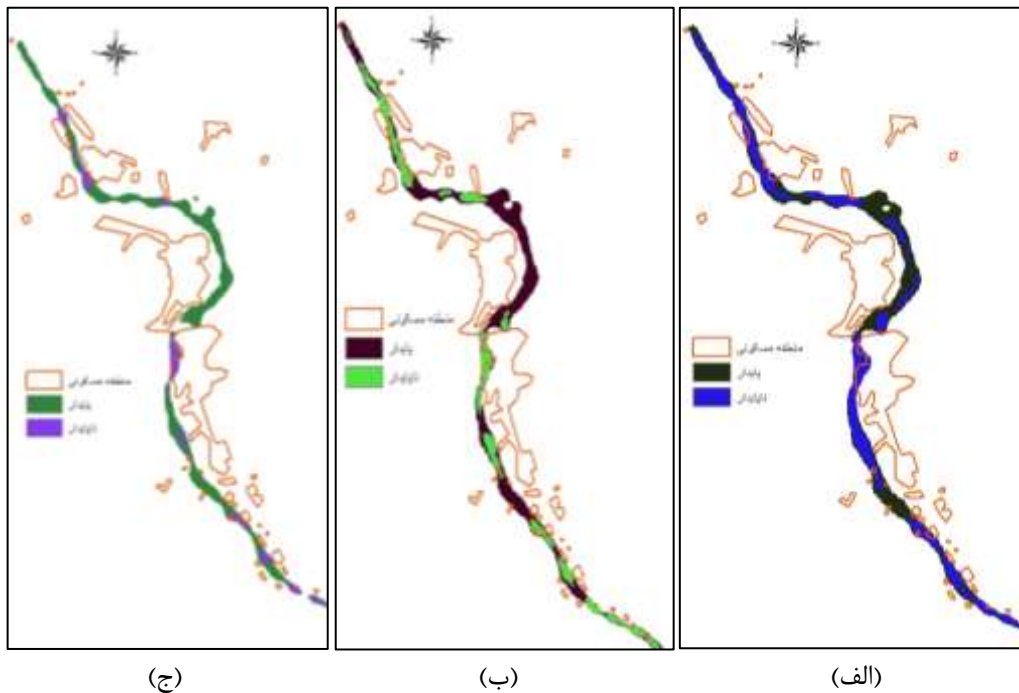 منطقه مسکونی
پایدار
ناپایدار
(الف)
منطقه مسکونی
پایدار
ناپایدار
(ب)
منطقه مسکونی
پایدار
ناپایدار
(ج)